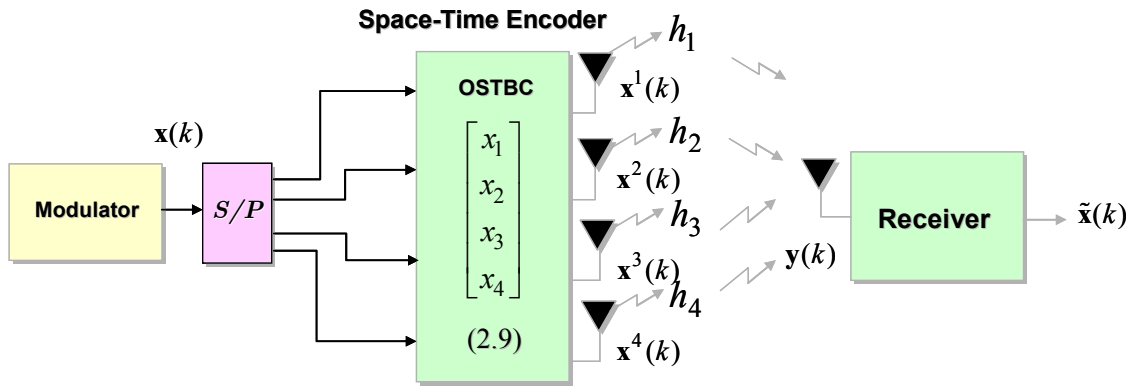 Space-Time Encoder
Modulator
x(k)
S/P
OSTBC
x₁
x₂
x₃
x₄
(2.9)
h₁
x¹(k)
h₂
x²(k)
h₃
x³(k)
h₄
x⁴(k)
y(k)
Receiver
x̃(k)